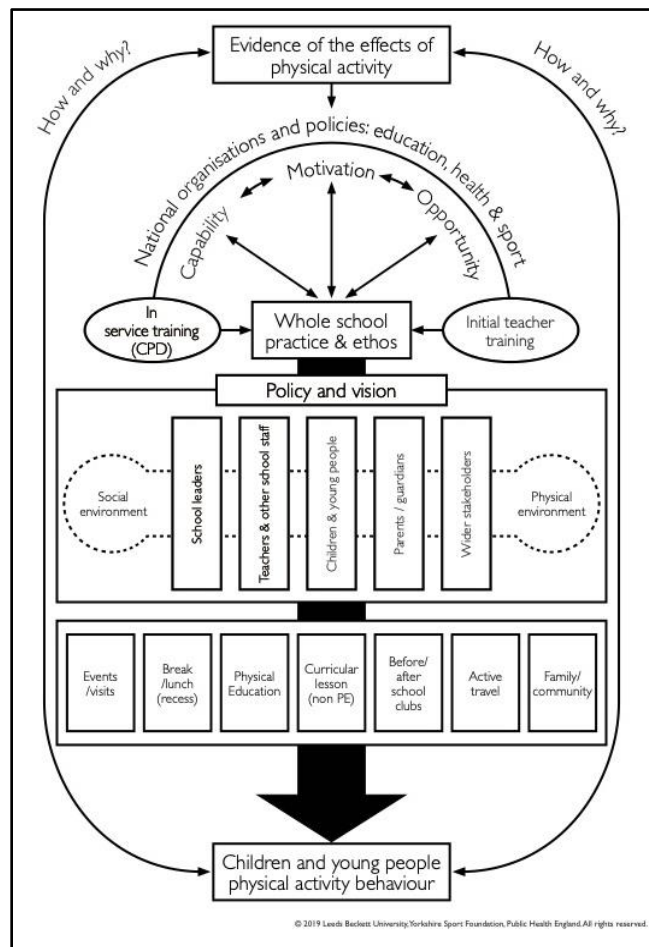 Evidence of the effects of
physical activity
How and why?
How and why?
National organisations and policies: education, health & sport
Motivation
Capability
Opportunity
In
service training
(CPD)
Whole school
practice & ethos
Initial teacher
training
Policy and vision
Social
environment
School leaders
Teachers & other school staff
Children & young people
Parents / guardians
Wider stakeholders
Physical
environment
Events
/visits
Break
/lunch
(recess)
Physical
Education
Curricular
lesson
(non PE)
Before/
after
school
clubs
Active
travel
Family/
community
Children and young people
physical activity behaviour
© 2019 Leeds Beckett University, Yorkshire Sport Foundation, Public Health England. All rights reserved.